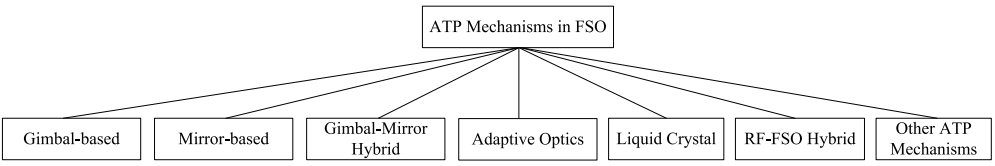 ATP Mechanisms in FSO
Gimbal-based
Mirror-based
Gimbal-Mirror
Hybrid
Adaptive Optics
Liquid Crystal
RF-FSO Hybrid
Other ATP
Mechanisms